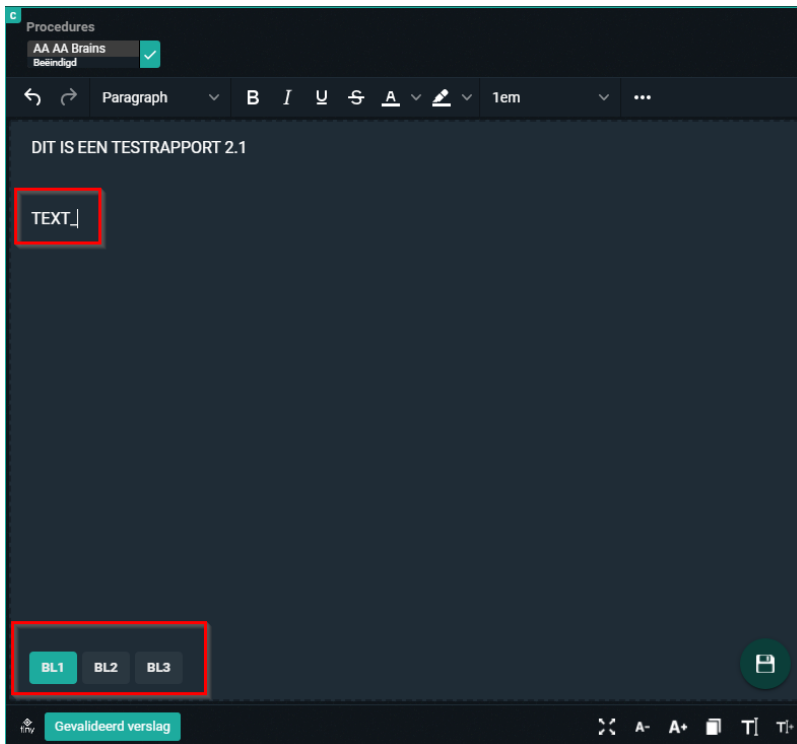 C
Procedures
AA AA Brains
Beëindigd
Paragraph B I U S A 1em
DIT IS EEN TESTRAPPORT 2.1
TEXT_
BL1 BL2 BL3
tiny Gevalideerd verslag A- A+ T T+